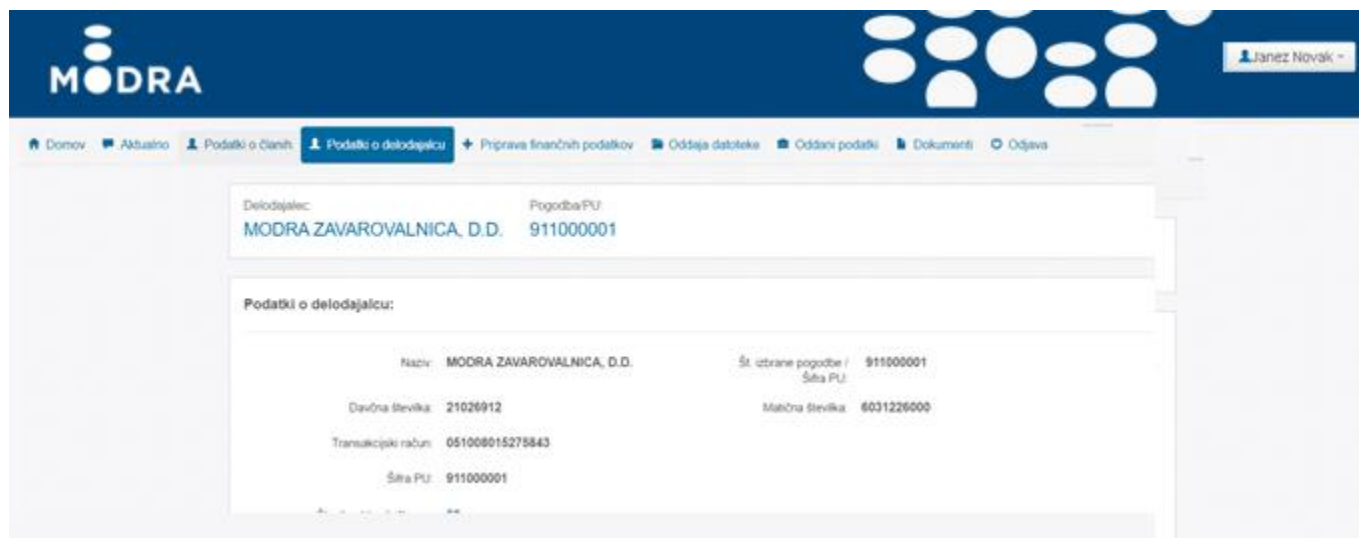 MODRA
Janez Novak
Domov Aktualno Podatki o članih Podatki o delodajalcu Priprava finančnih podatkov Oddaja datoteke Oddani podatki Dokumenti Odjava
Delodajalec: Pogodba/PU:
MODRA ZAVAROVALNICA, D.D. 911000001
Podatki o delodajalcu:
Naziv: MODRA ZAVAROVALNICA, D.D. Št. izbrane pogodbe / 911000001
Šifra PU:
Davčna številka: 21026912 Matična številka: 6031226000
Transakcijski račun: 051008015275843
Šifra PU: 911000001